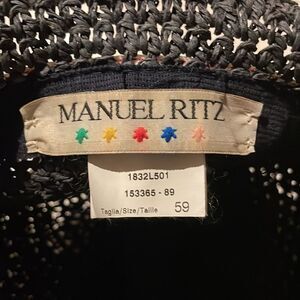 MANUEL RITZ
1832L501
153365 - 89
Taglia/Size/Taille 59